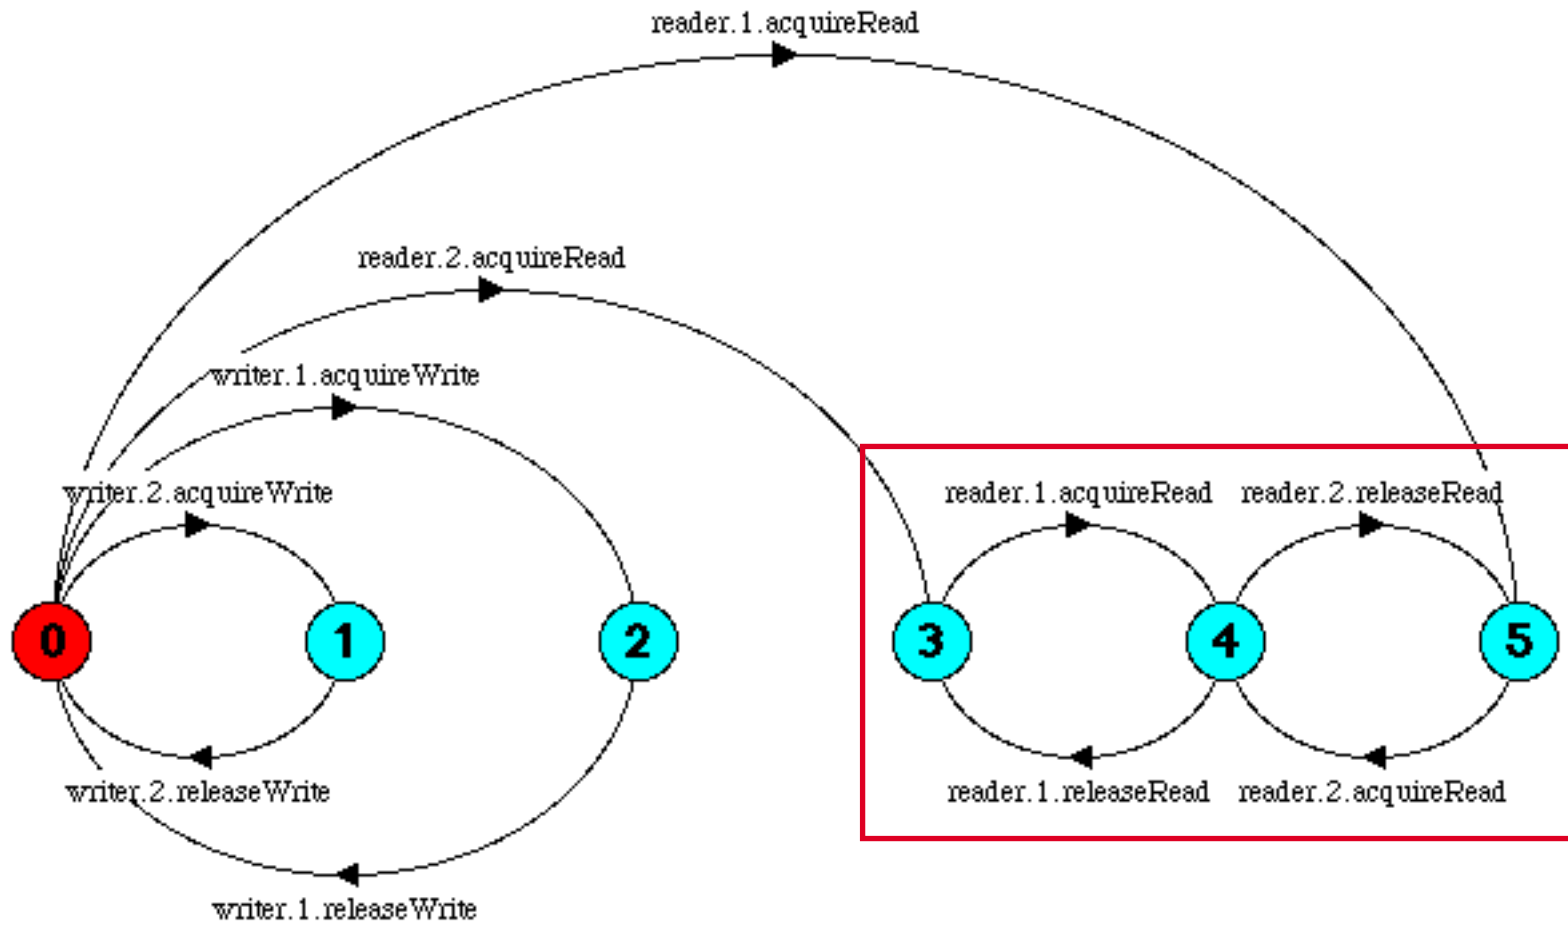 reader.1.acquireRead
reader.2.acquireRead
writer.1.acquireWrite
writer.2.acquireWrite
reader.1.acquireRead reader.2.releaseRead
0 1 2 3 4 5
writer.2.releaseWrite
reader.1.releaseRead reader.2.acquireRead
writer.1.releaseWrite